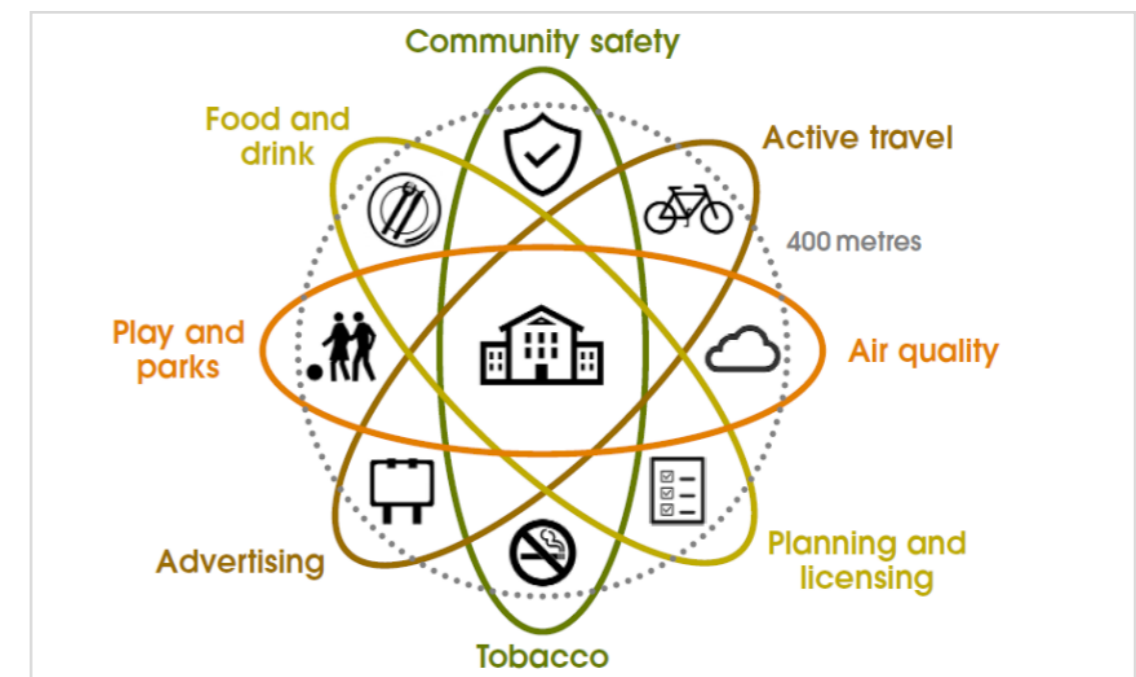 Community safety
Food and
drink
Active travel
400 metres
Play and
parks
Air quality
Advertising
Planning and
licensing
Tobacco